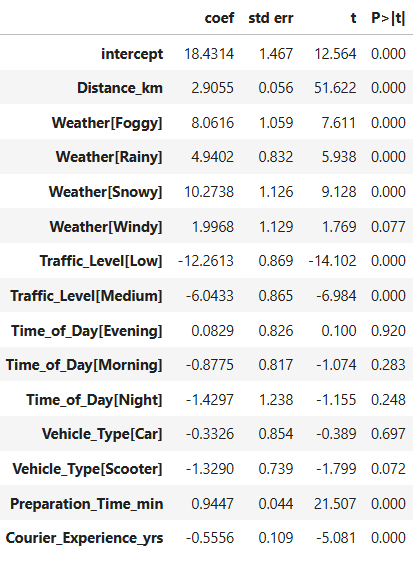 coef std err t P>|t|
intercept 18.4314 1.467 12.564 0.000
Distance_km 2.9055 0.056 51.622 0.000
Weather[Foggy] 8.0616 1.059 7.611 0.000
Weather[Rainy] 4.9402 0.832 5.938 0.000
Weather[Snowy] 10.2738 1.126 9.128 0.000
Weather[Windy] 1.9968 1.129 1.769 0.077
Traffic_Level[Low] -12.2613 0.869 -14.102 0.000
Traffic_Level[Medium] -6.0433 0.865 -6.984 0.000
Time_of_Day[Evening] 0.0829 0.826 0.100 0.920
Time_of_Day[Morning] -0.8775 0.817 -1.074 0.283
Time_of_Day[Night] -1.4297 1.238 -1.155 0.248
Vehicle_Type[Car] -0.3326 0.854 -0.389 0.697
Vehicle_Type[Scooter] -1.3290 0.739 -1.799 0.072
Preparation_Time_min 0.9447 0.044 21.507 0.000
Courier_Experience_yrs -0.5556 0.109 -5.081 0.000